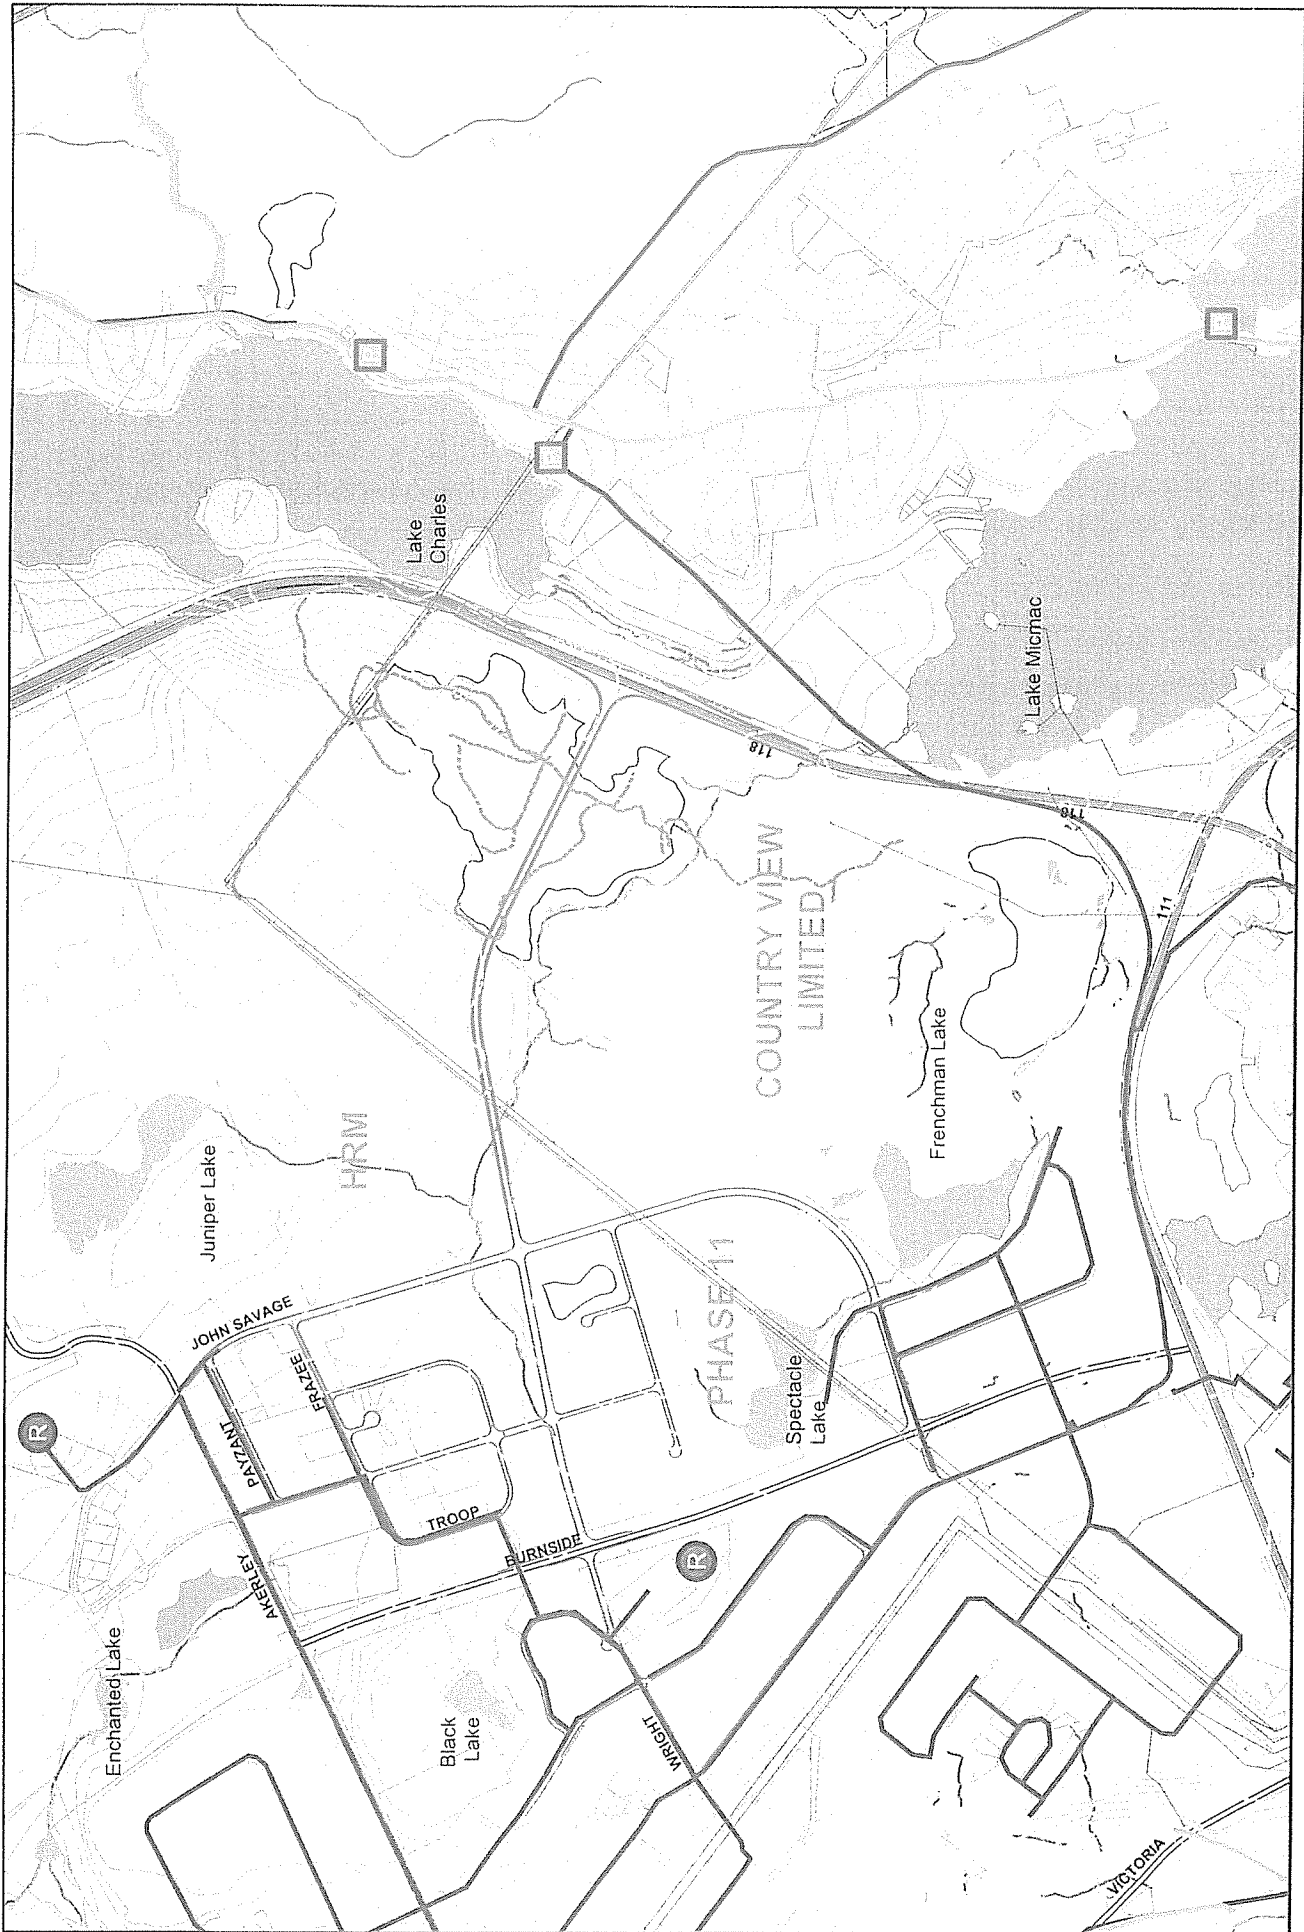 Lake
Charles
Lake Micmac
118
118
111
COUNTRY VIEW
LIMITED
Frenchman Lake
HRM
Juniper Lake
PHASE 11
Spectacle
Lake
JOHN SAVAGE
FRAZEE
PAYZANT
TROOP
BURNSIDE
AKERLEY
R
R
Enchanted Lake
Black
Lake
WRIGHT
VICTORIA